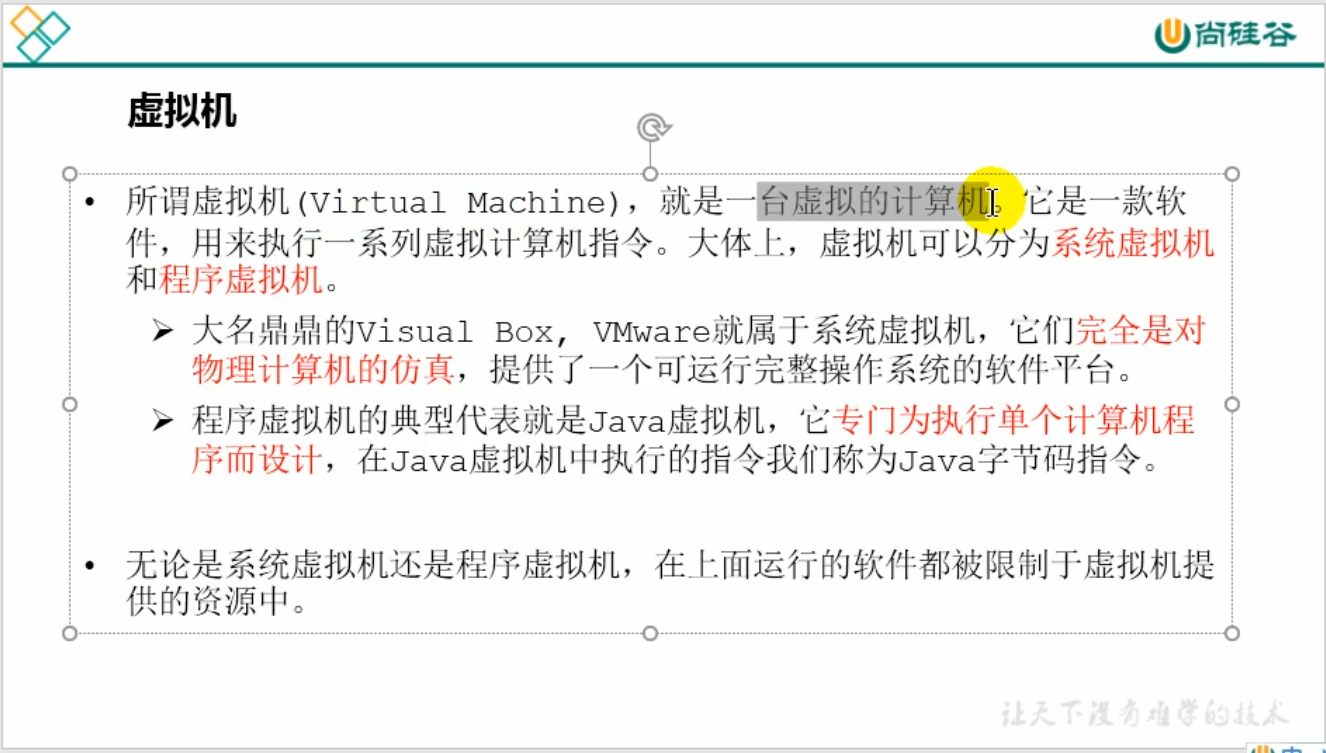 尚硅谷
虚拟机
• 所谓虚拟机(Virtual Machine)，就是一台虚拟的计算机。它是一款软
件，用来执行一系列虚拟计算机指令。大体上，虚拟机可以分为系统虚拟机
和程序虚拟机。
➢ 大名鼎鼎的Visual Box, VMware就属于系统虚拟机，它们完全是对
物理计算机的仿真，提供了一个可运行完整操作系统的软件平台。
➢ 程序虚拟机的典型代表就是Java虚拟机，它专门为执行单个计算机程
序而设计，在Java虚拟机中执行的指令我们称为Java字节码指令。
• 无论是系统虚拟机还是程序虚拟机，在上面运行的软件都被限制于虚拟机提
供的资源中。
让天下没有难学的技术